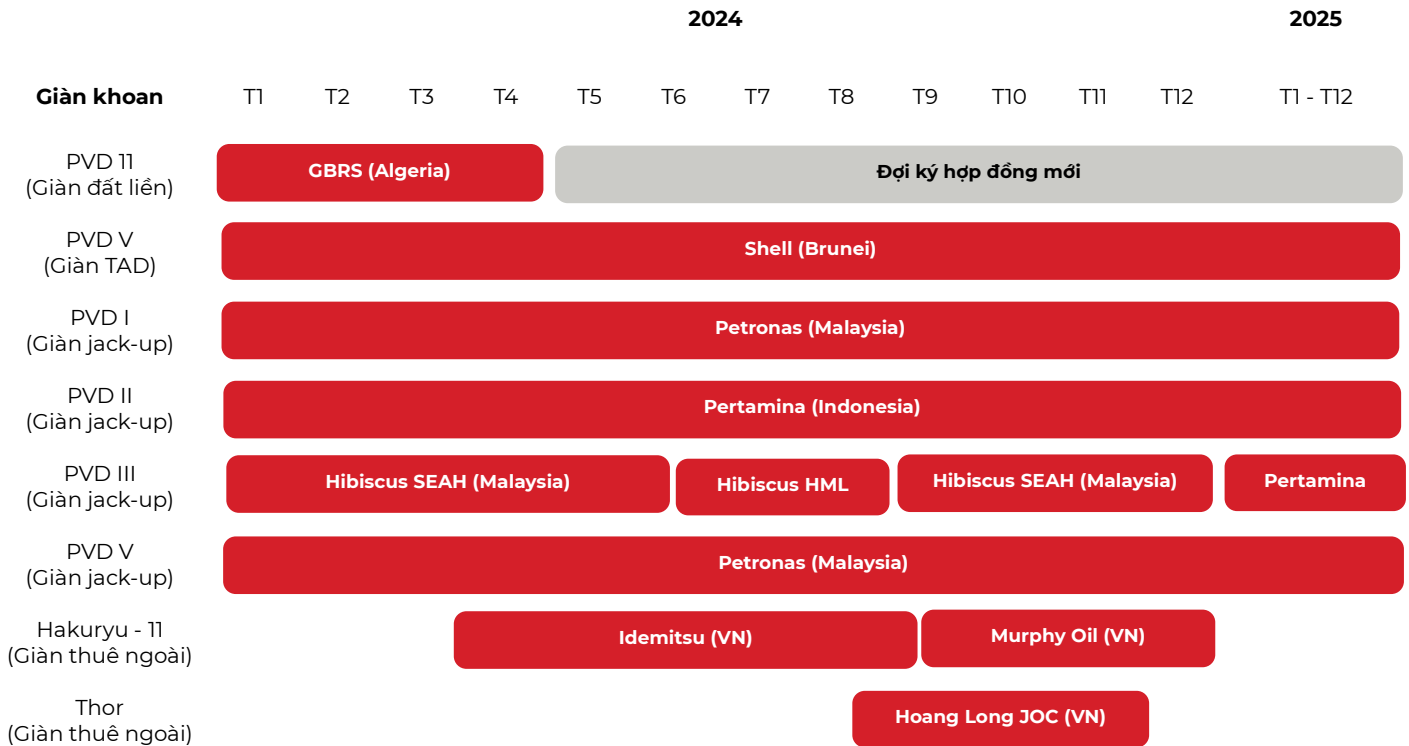 2024 2025
Giàn khoan T1 T2 T3 T4 T5 T6 T7 T8 T9 T10 T11 T12 T1 - T12
PVD 11
(Giàn đất liền)
GBRS (Algeria) Đợi ký hợp đồng mới
PVD V
(Giàn TAD)
Shell (Brunei)
PVD I
(Giàn jack-up)
Petronas (Malaysia)
PVD II
(Giàn jack-up)
Pertamina (Indonesia)
PVD III
(Giàn jack-up)
Hibiscus SEAH (Malaysia) Hibiscus HML Hibiscus SEAH (Malaysia) Pertamina
PVD V
(Giàn jack-up)
Petronas (Malaysia)
Hakuryu - 11
(Giàn thuê ngoài)
Idemitsu (VN) Murphy Oil (VN)
Thor
(Giàn thuê ngoài)
Hoang Long JOC (VN)